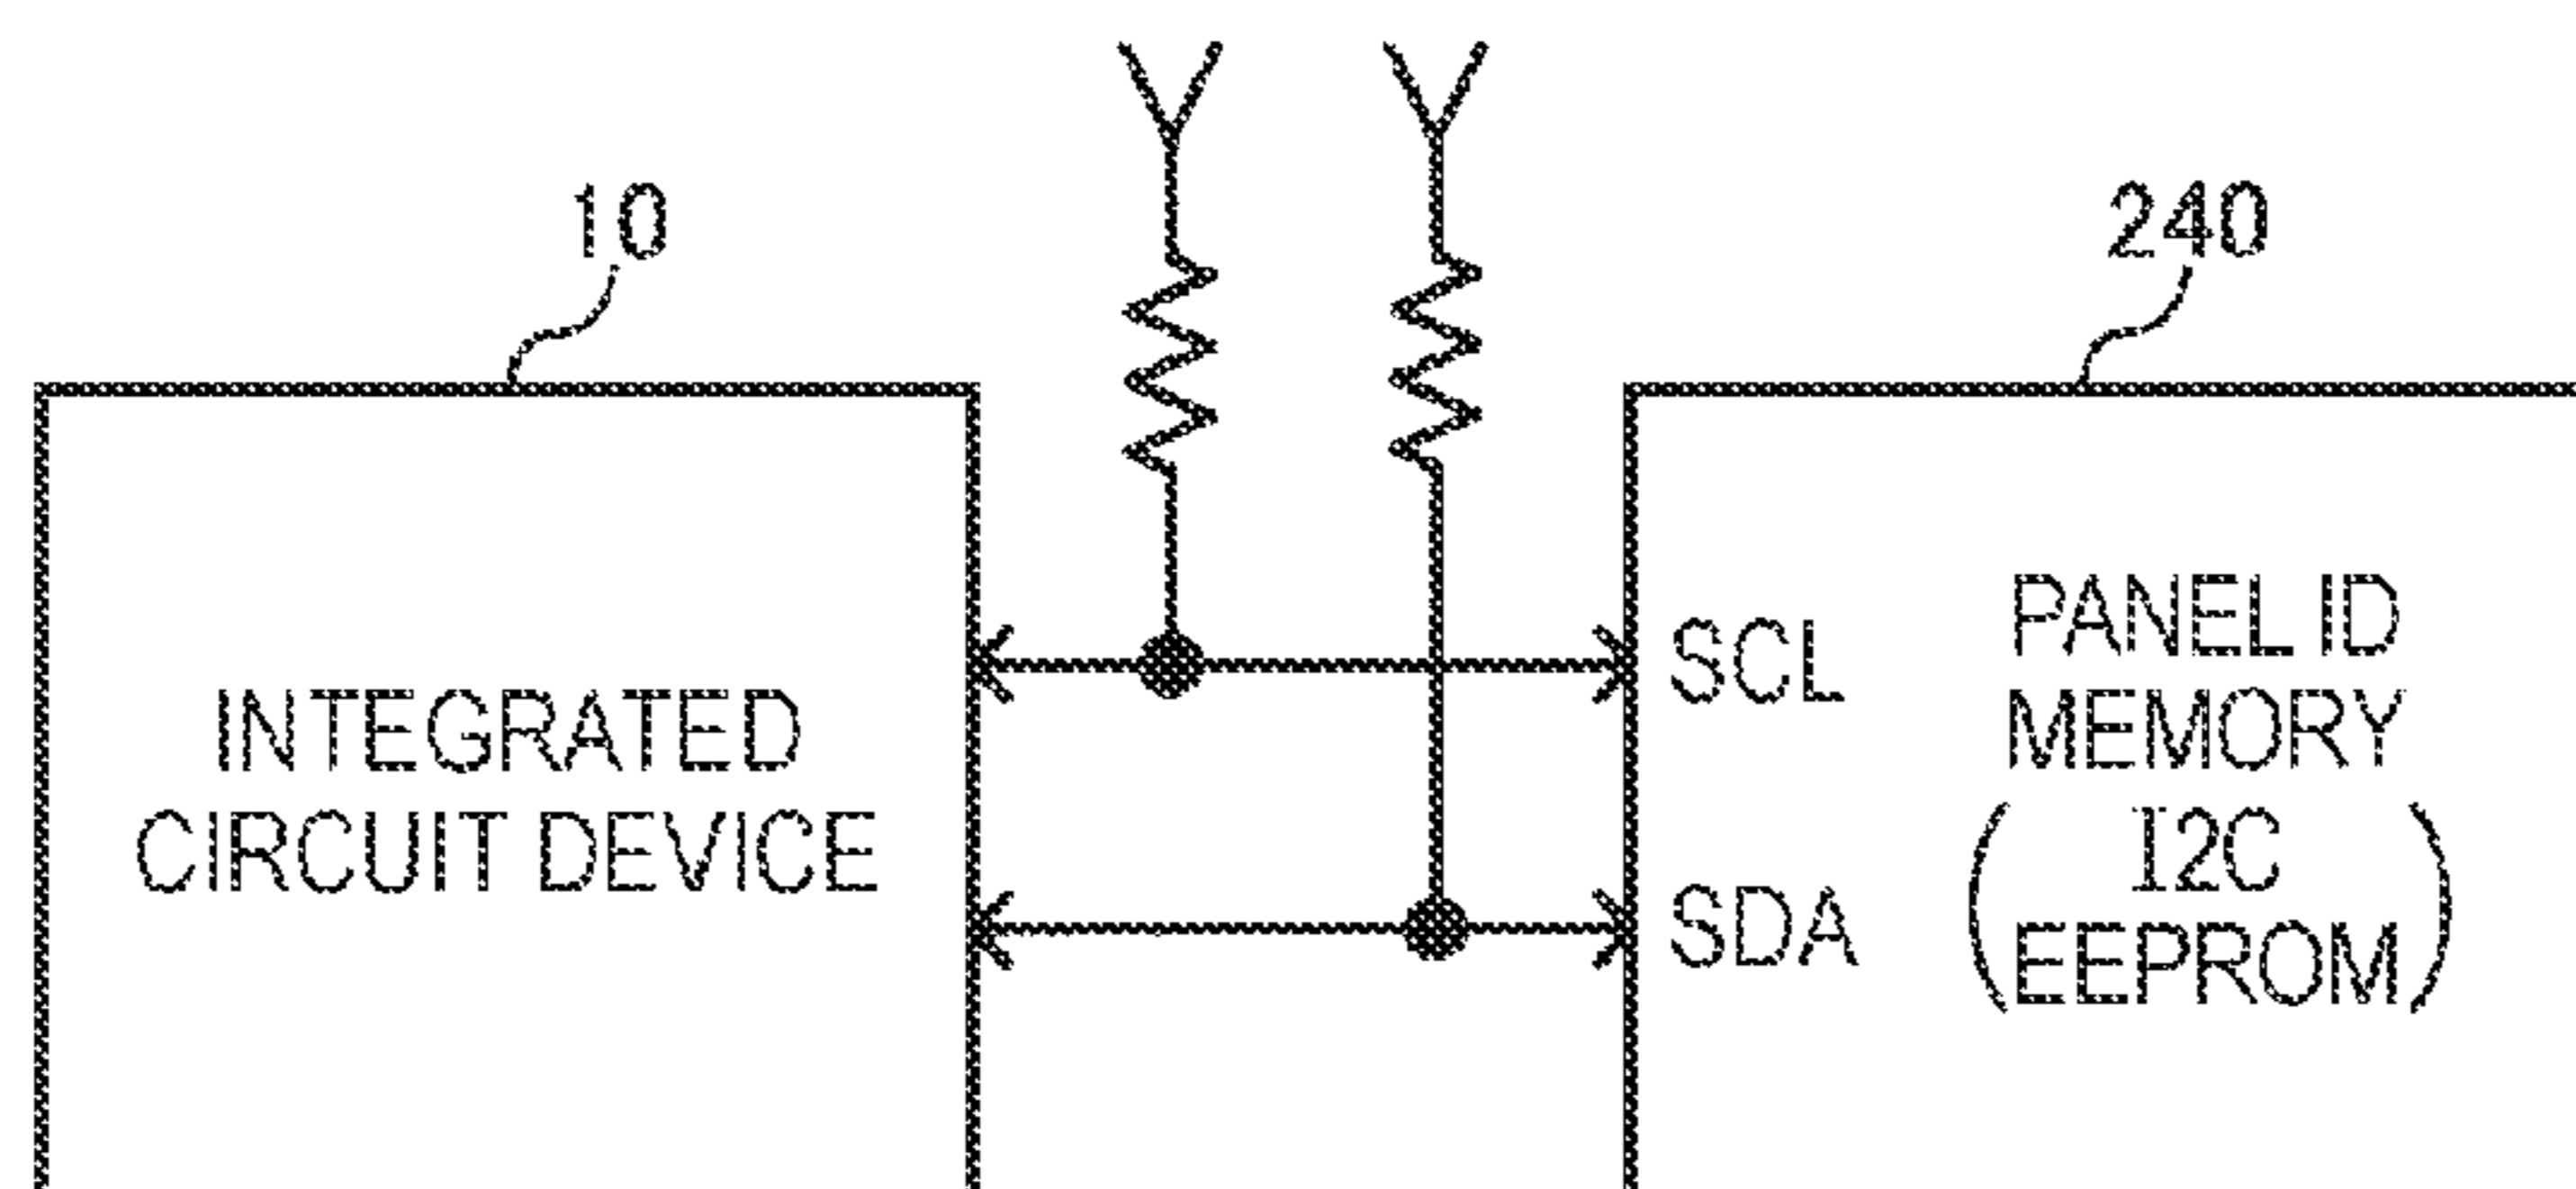 10
240
INTEGRATED
CIRCUIT DEVICE
SCL
SDA
PANEL ID
MEMORY
( I2C
EEPROM )